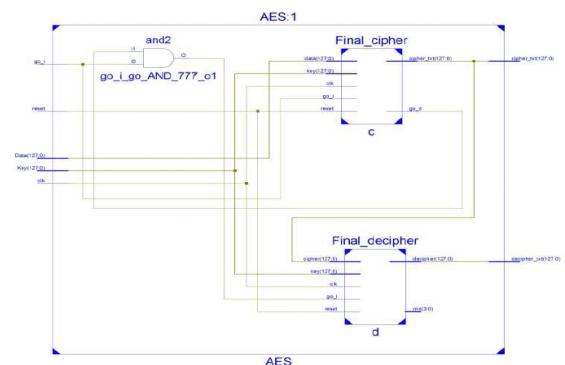 AES:1
and2
Final_cipher
I1
I0
O
go_i
go_i_go_AND_777_o1
data(127:0)
cipher_txt(127:0)
cipher_txt(127:0)
key(127:0)
clk
go_i
reset
go_d
c
reset
Data(127:0)
Key(127:0)
clk
Final_decipher
cipher(127:0)
decipher(127:0)
decipher_txt(127:0)
key(127:0)
clk
go_i
reset
d
AES